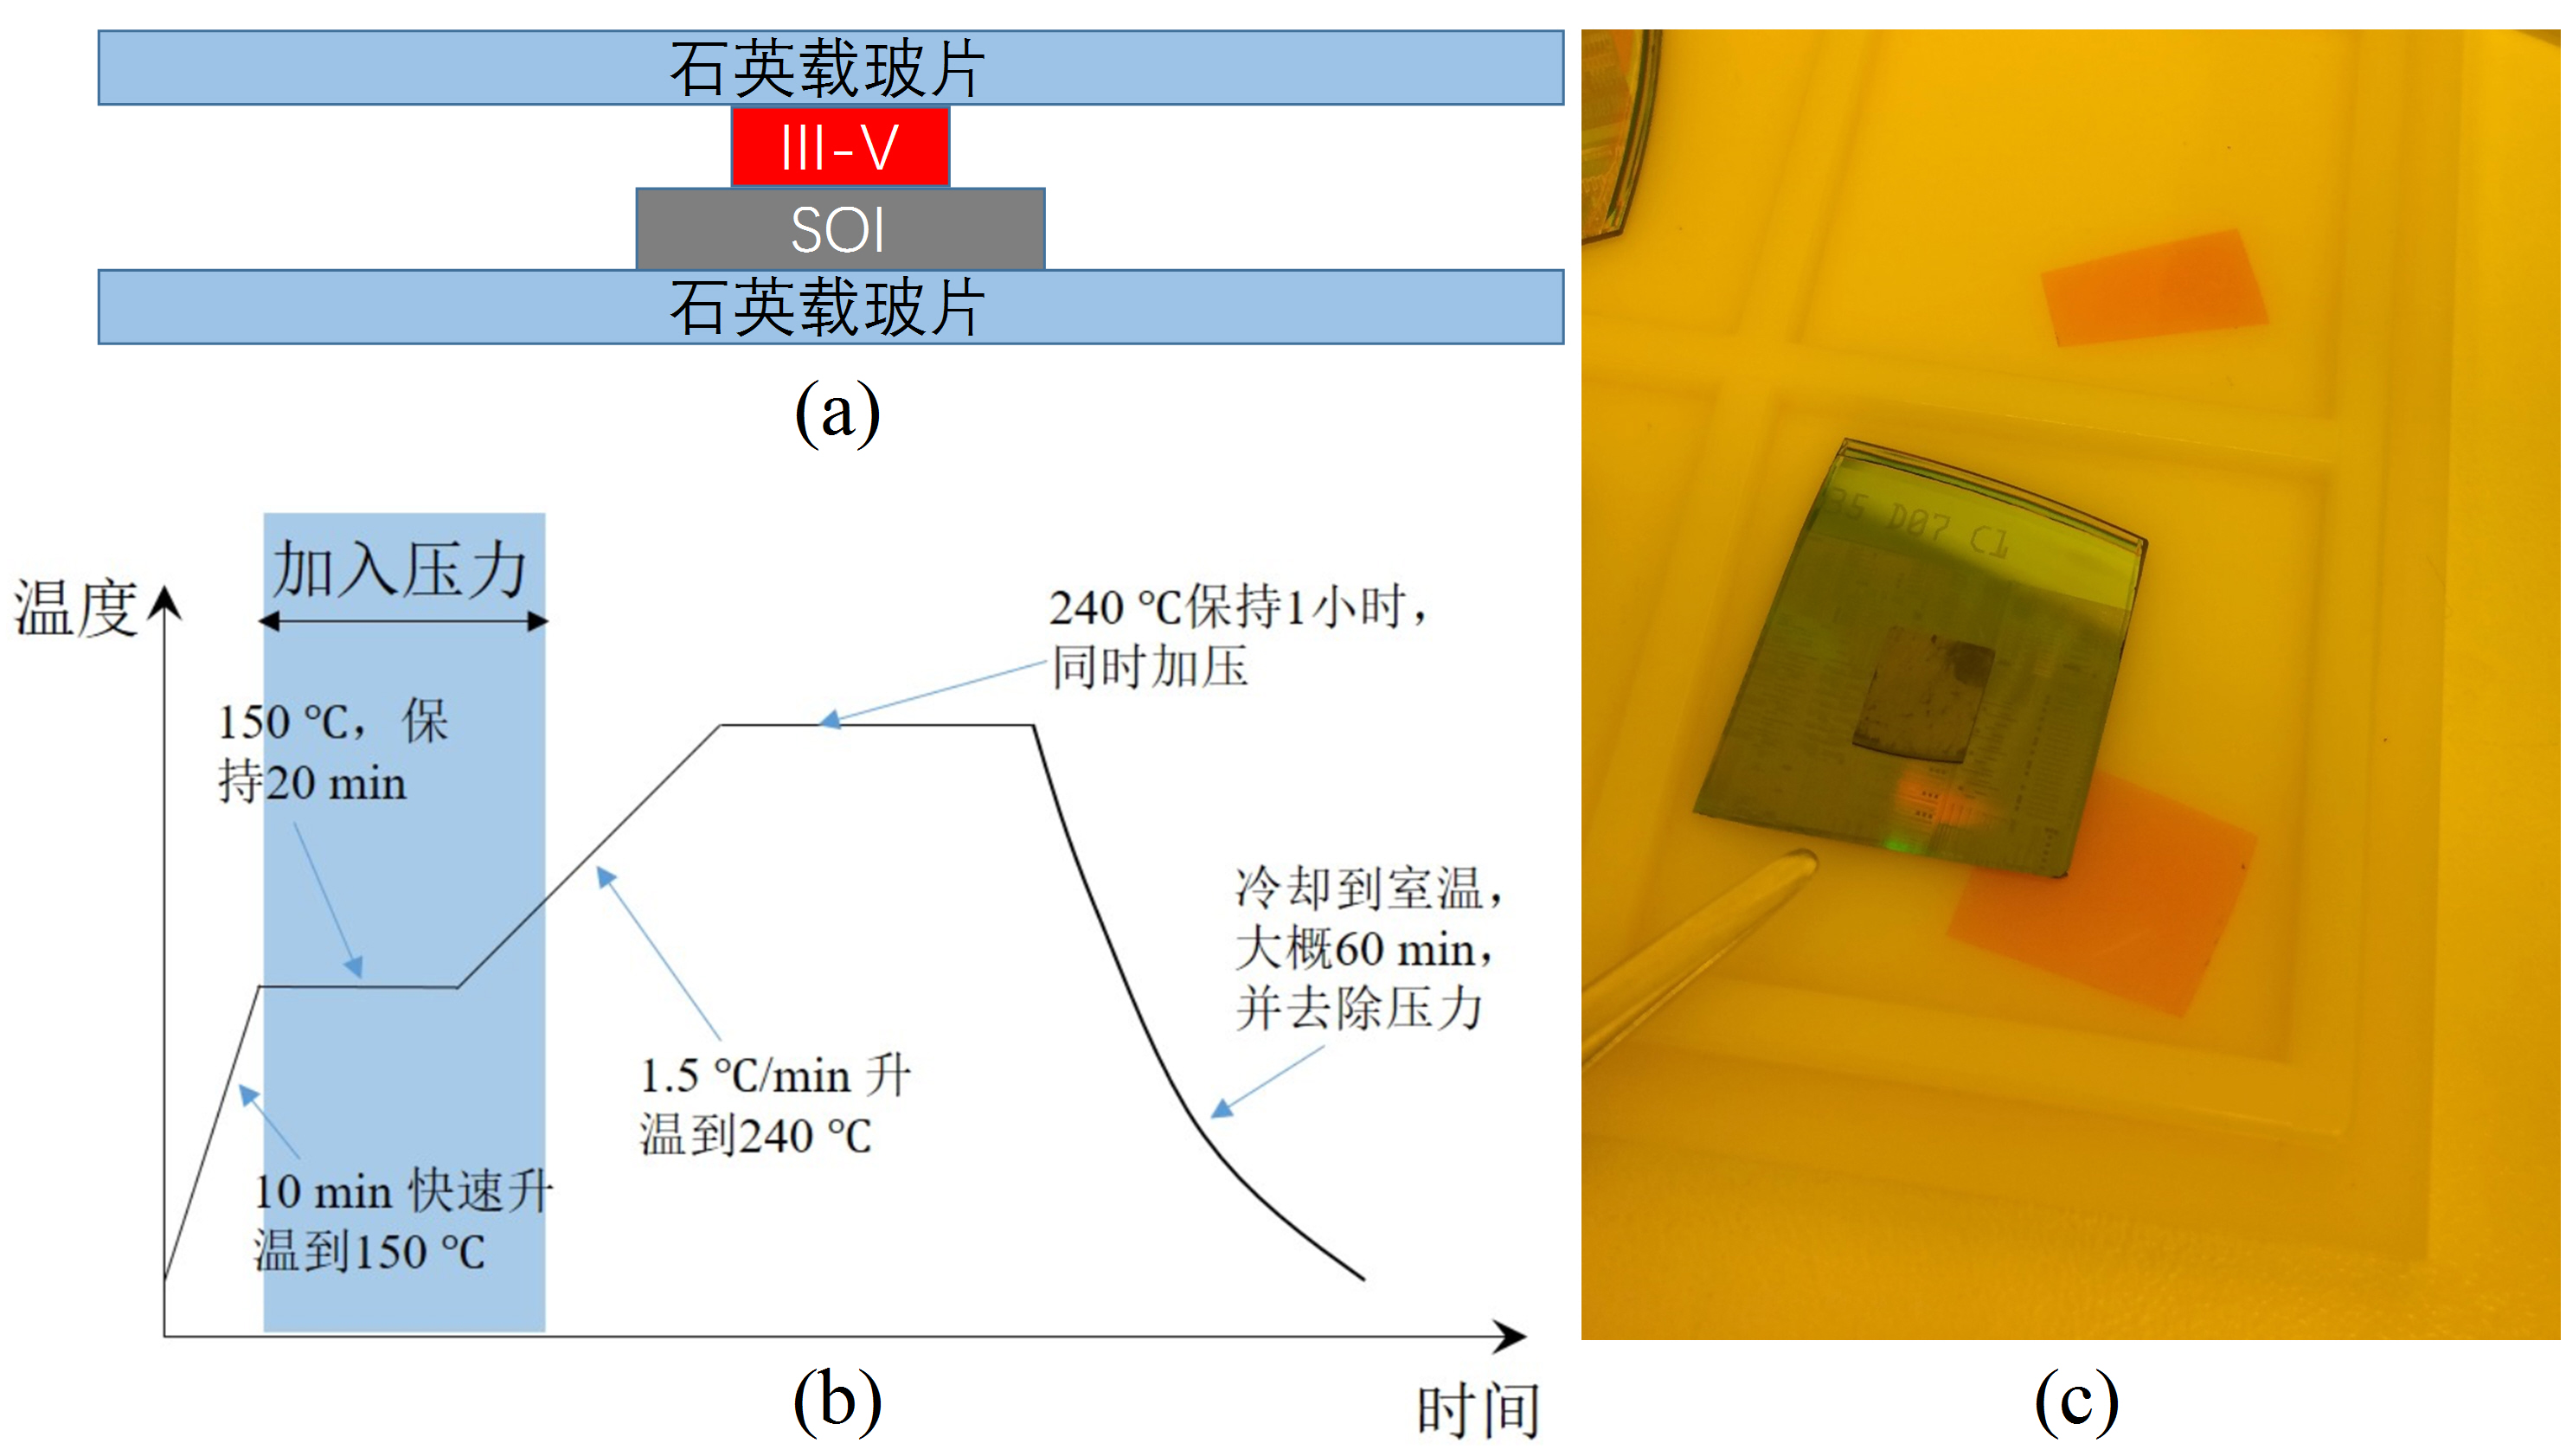 石英载玻片
III-V
SOI
石英载玻片
(a)
温度
加入压力
150 ℃，保
持20 min
10 min 快速升
温到150 ℃
1.5 ℃/min 升
温到240 ℃
240 ℃保持1小时，
同时加压
冷却到室温，
大概60 min，
并去除压力
时间
(b)
35 D07 C1
(c)